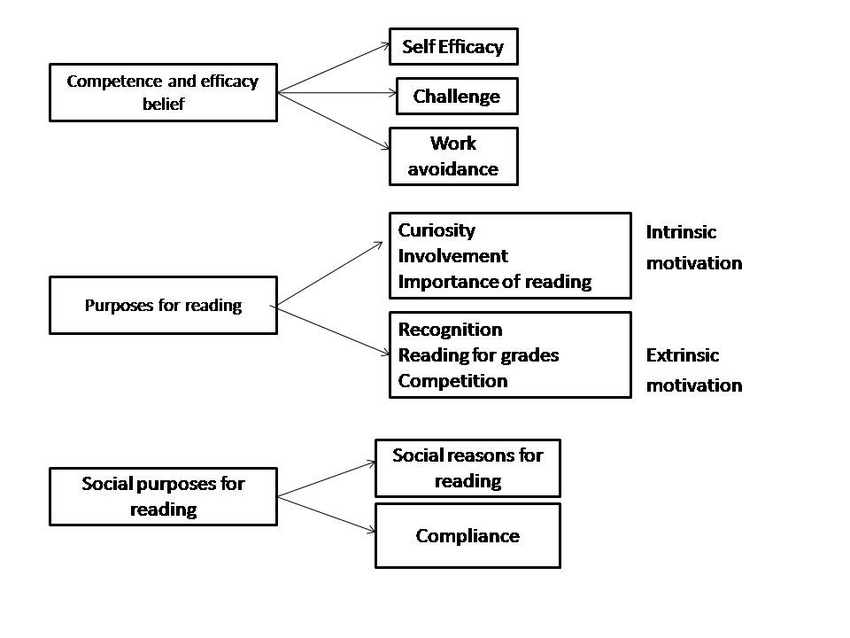 Competence and efficacy
belief
Self Efficacy
Challenge
Work
avoidance
Purposes for reading
Curiosity
Involvement
Importance of reading
Intrinsic
motivation
Recognition
Reading for grades
Competition
Extrinsic
motivation
Social purposes for
reading
Social reasons for
reading
Compliance